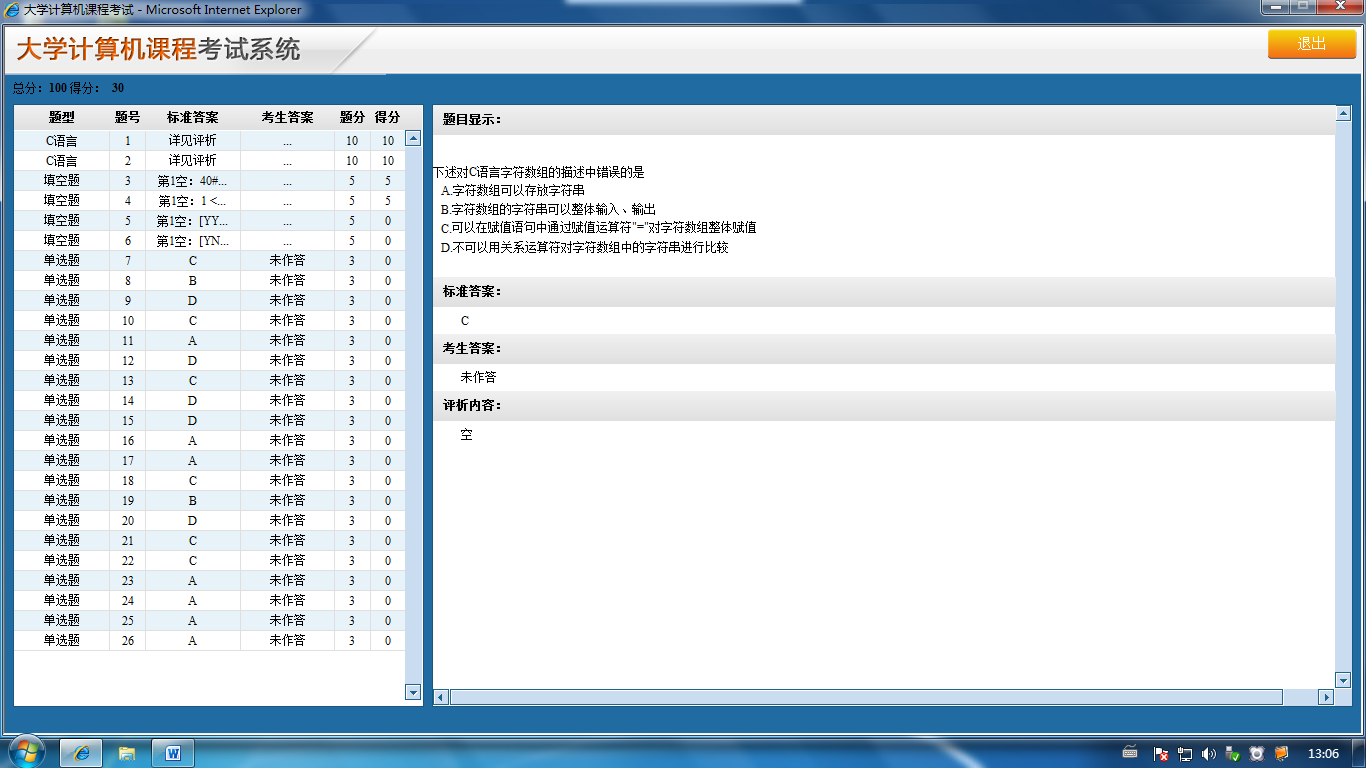 大学计算机课程考试 - Microsoft Internet Explorer
大学计算机课程考试系统
退出
总分：100 得分： 30
题型 题号 标准答案 考生答案 题分 得分
C语言 1 详见评析 ... 10 10
C语言 2 详见评析 ... 10 10
填空题 3 第1空：40#... ... 5 5
填空题 4 第1空：1 <... ... 5 5
填空题 5 第1空：[YY... ... 5 0
填空题 6 第1空：[YN... ... 5 0
单选题 7 C 未作答 3 0
单选题 8 B 未作答 3 0
单选题 9 D 未作答 3 0
单选题 10 C 未作答 3 0
单选题 11 A 未作答 3 0
单选题 12 D 未作答 3 0
单选题 13 C 未作答 3 0
单选题 14 D 未作答 3 0
单选题 15 D 未作答 3 0
单选题 16 A 未作答 3 0
单选题 17 A 未作答 3 0
单选题 18 C 未作答 3 0
单选题 19 B 未作答 3 0
单选题 20 D 未作答 3 0
单选题 21 C 未作答 3 0
单选题 22 C 未作答 3 0
单选题 23 A 未作答 3 0
单选题 24 A 未作答 3 0
单选题 25 A 未作答 3 0
单选题 26 A 未作答 3 0
题目显示：
下述对C语言字符数组的描述中错误的是
A.字符数组可以存放字符串
B.字符数组的字符串可以整体输入、输出
C.可以在赋值语句中通过赋值运算符"="对字符数组整体赋值
D.不可以用关系运算符对字符数组中的字符串进行比较
标准答案：
C
考生答案：
未作答
评析内容：
空
13:06